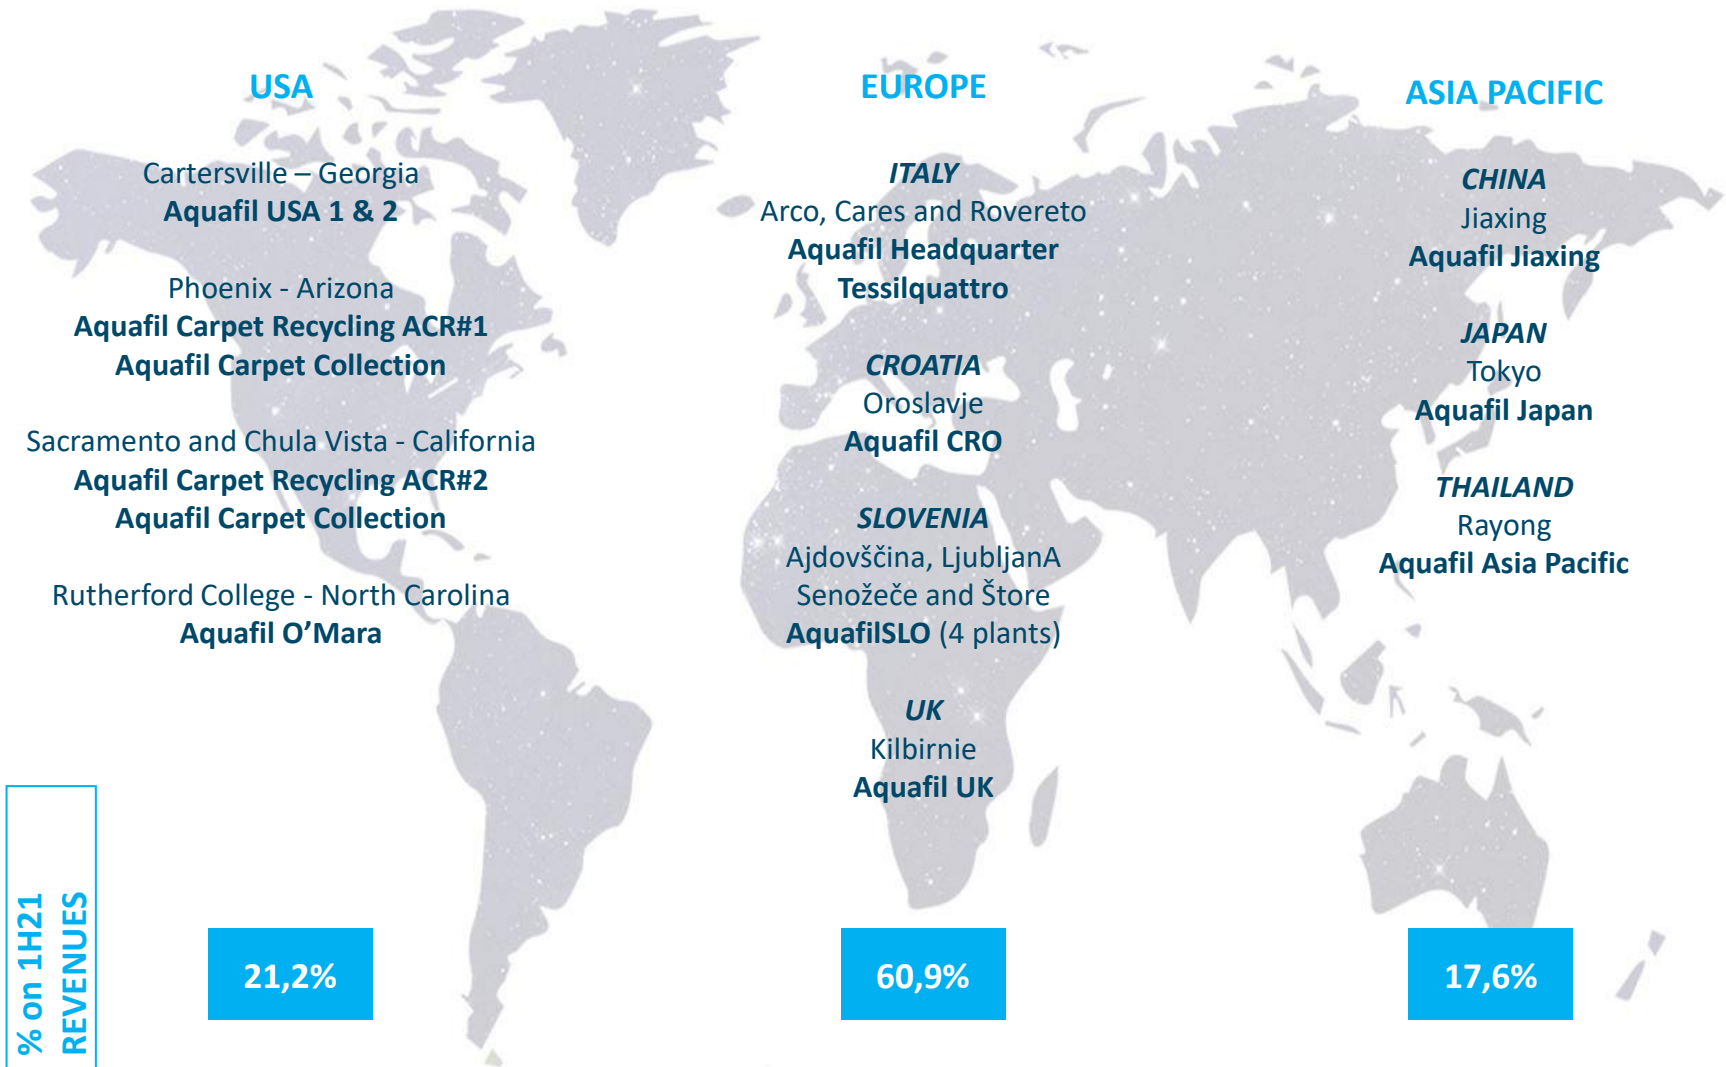 USA
Cartersville – Georgia
Aquafil USA 1 & 2
Phoenix - Arizona
Aquafil Carpet Recycling ACR#1
Aquafil Carpet Collection
Sacramento and Chula Vista - California
Aquafil Carpet Recycling ACR#2
Aquafil Carpet Collection
Rutherford College - North Carolina
Aquafil O’Mara
EUROPE
ITALY
Arco, Cares and Rovereto
Aquafil Headquarter
Tessilquattro
CROATIA
Oroslavje
Aquafil CRO
SLOVENIA
Ajdovščina, LjubljanA
Senožeče and Štore
AquafilSLO (4 plants)
UK
Kilbirnie
Aquafil UK
ASIA PACIFIC
CHINA
Jiaxing
Aquafil Jiaxing
JAPAN
Tokyo
Aquafil Japan
THAILAND
Rayong
Aquafil Asia Pacific
% on 1H21
REVENUES
21,2%
60,9%
17,6%